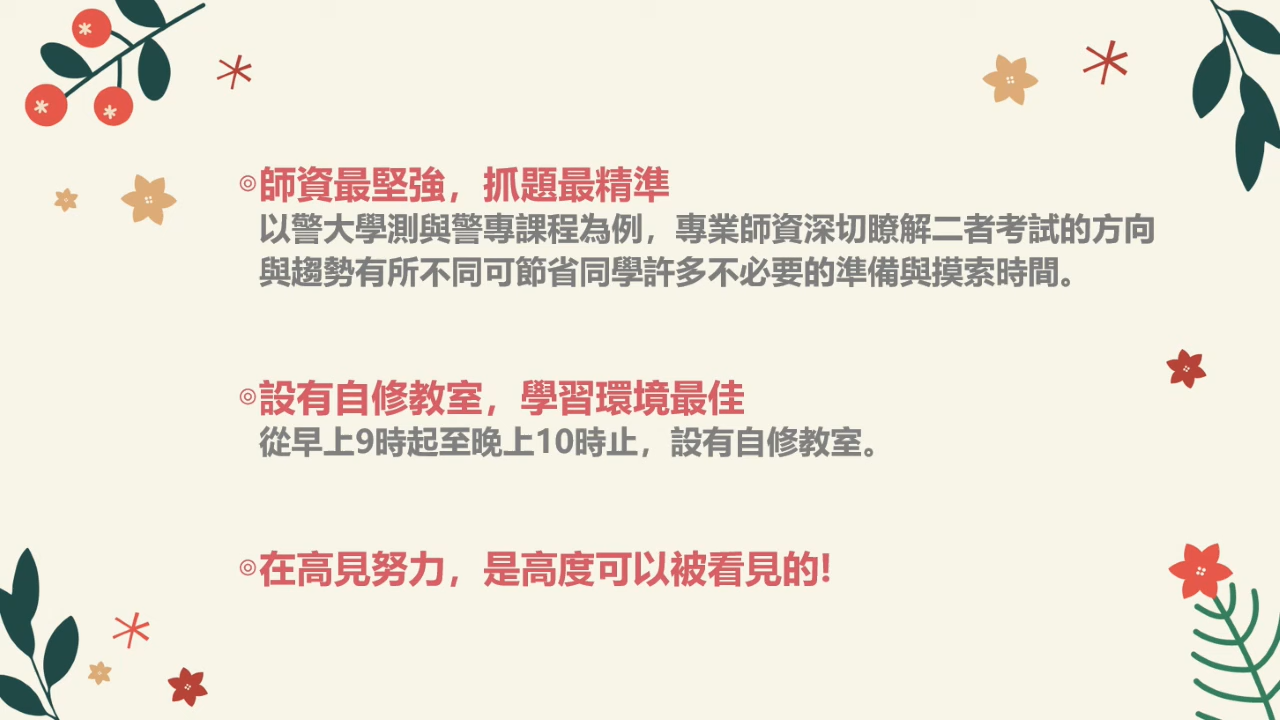 ◎師資最堅強，抓題最精準
以警大學測與警專課程為例，專業師資深切瞭解二者考試的方向
與趨勢有所不同可節省同學許多不必要的準備與摸索時間。
◎設有自修教室，學習環境最佳
從早上9時起至晚上10時止，設有自修教室。
◎在高見努力，是高度可以被看見的!